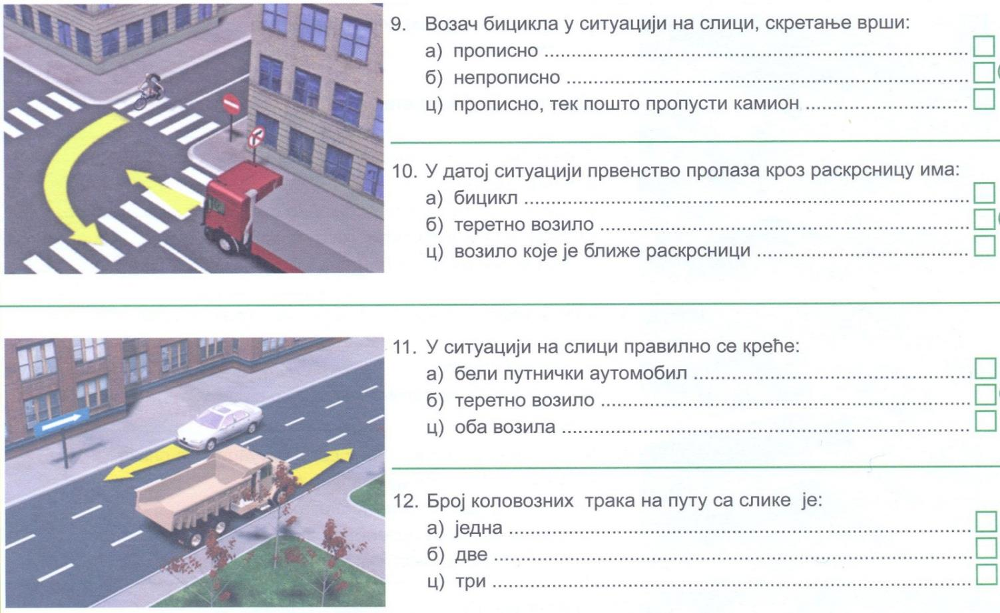 9. Возач бицикла у ситуацији на слици, скретање врши:
а) прописно
б) непрописно
ц) прописно, тек пошто пропусти камион
10. У датој ситуацији првенство пролаза кроз раскрсницу има:
а) бицикл
б) теретно возило
ц) возило које је ближе раскрсници
11. У ситуацији на слици правилно се креће:
а) бели путнички аутомобил
б) теретно возило
ц) оба возила
12. Број коловозних трака на путу са слике је:
а) једна
б) две
ц) три